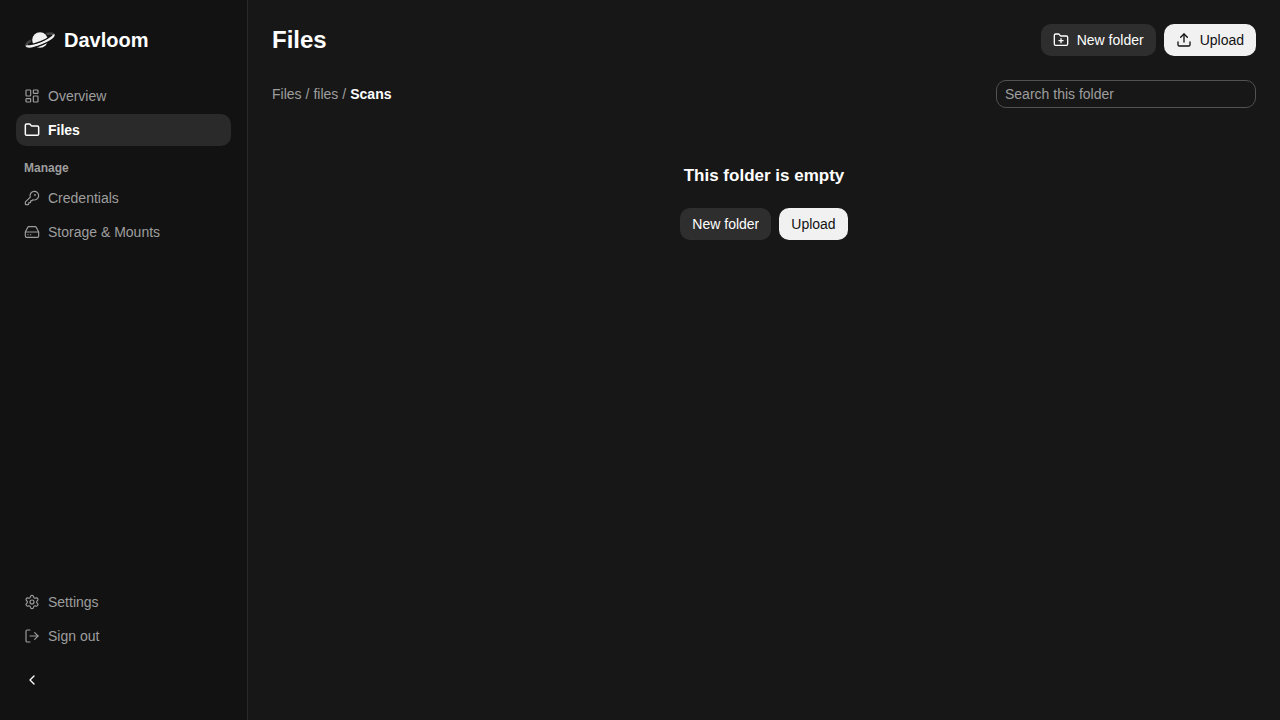 Davloom
Overview
Files
Manage
Credentials
Storage & Mounts
Settings
Sign out
Files
New folder
Upload
Files / files / Scans
Search this folder
This folder is empty
New folder
Upload